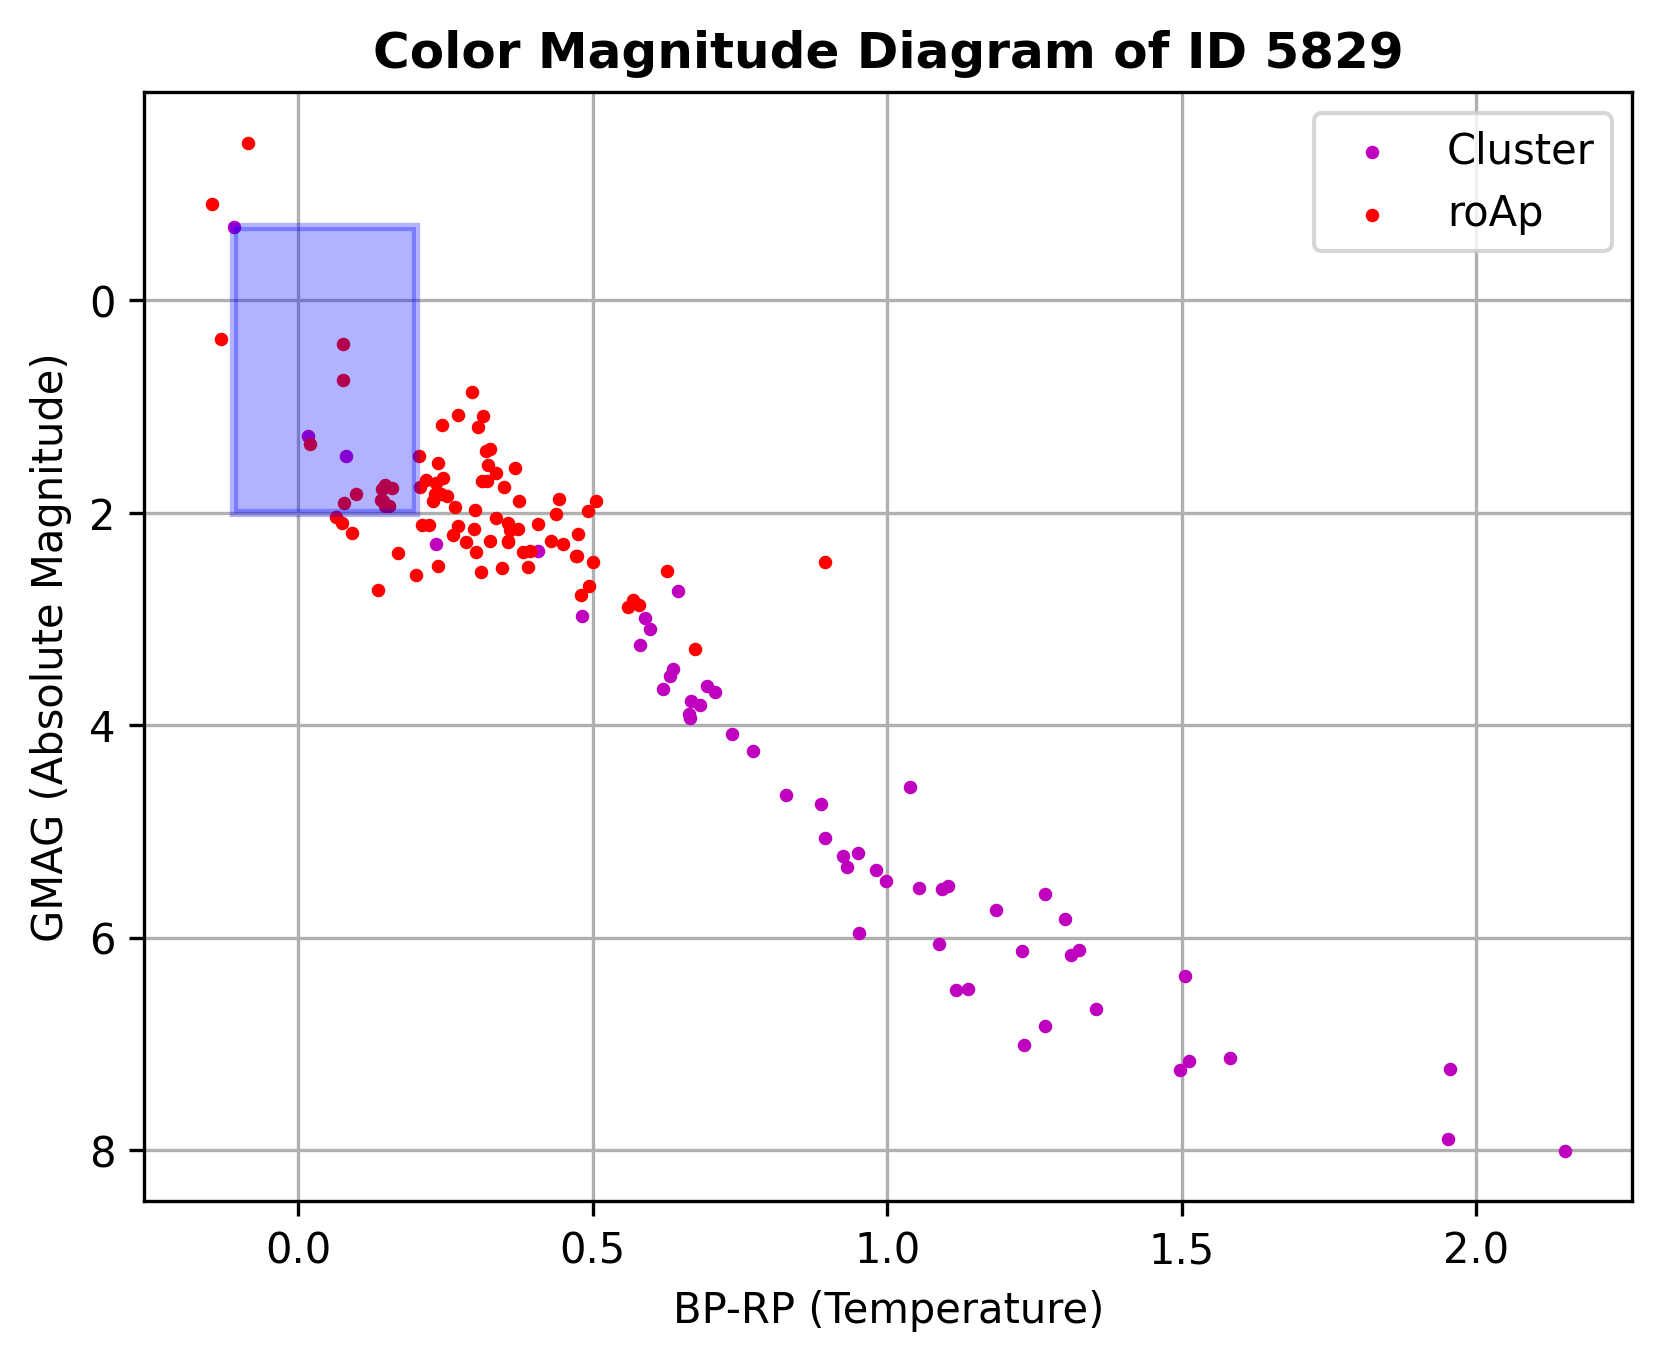 Color Magnitude Diagram of ID 5829
Cluster
roAp
GMAG (Absolute Magnitude)
0
2
4
6
8
0.0 0.5 1.0 1.5 2.0
BP-RP (Temperature)